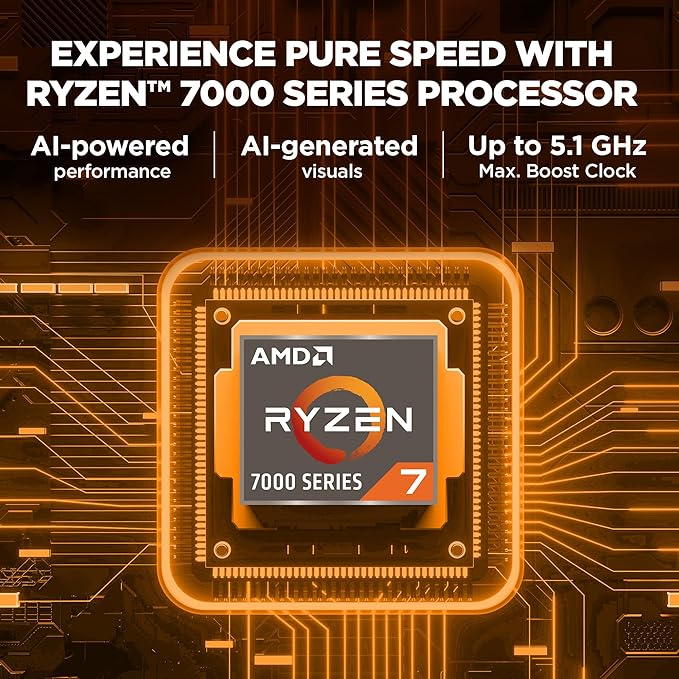 EXPERIENCE PURE SPEED WITH
RYZEN™ 7000 SERIES PROCESSOR
AI-powered
performance
AI-generated
visuals
Up to 5.1 GHz
Max. Boost Clock
AMD
RYZEN
7000 SERIES 7